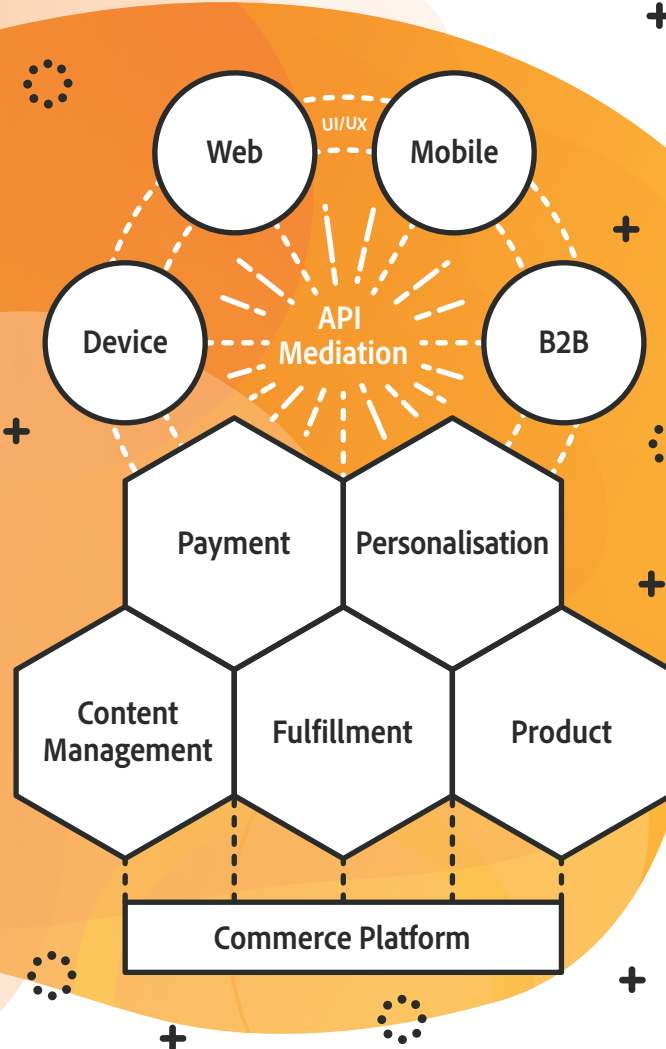 Web
UI/UX
Mobile
Device
API
Mediation
B2B
Payment
Personalisation
Content
Management
Fulfillment
Product
Commerce Platform